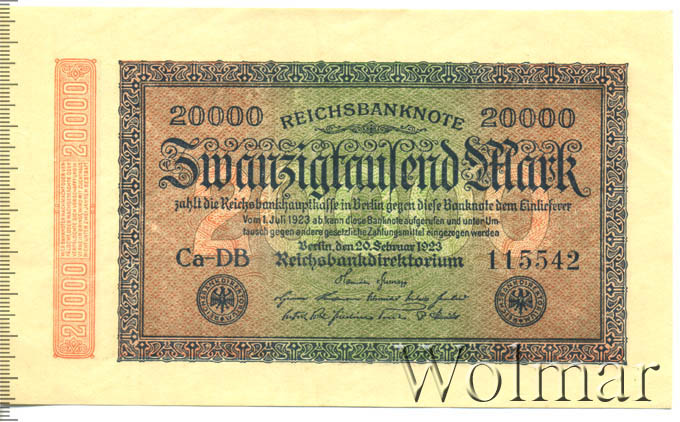 20000 REICHSBANKNOTE 20000
Zwanzigtausend Mark
zahlt die Reichsbankhauptkasse in Berlin gegen diese Banknote dem Einlieferer
Vom 1. Juli 1923 ab kann diese Banknote aufgerufen und unter Um-
tausch gegen andere gesetzliche Zahlungsmittel eingezogen werden
Berlin, den 20. Februar 1923
Ca-DB Reichsbankdirektorium 115542
20000
20000
Wolmar